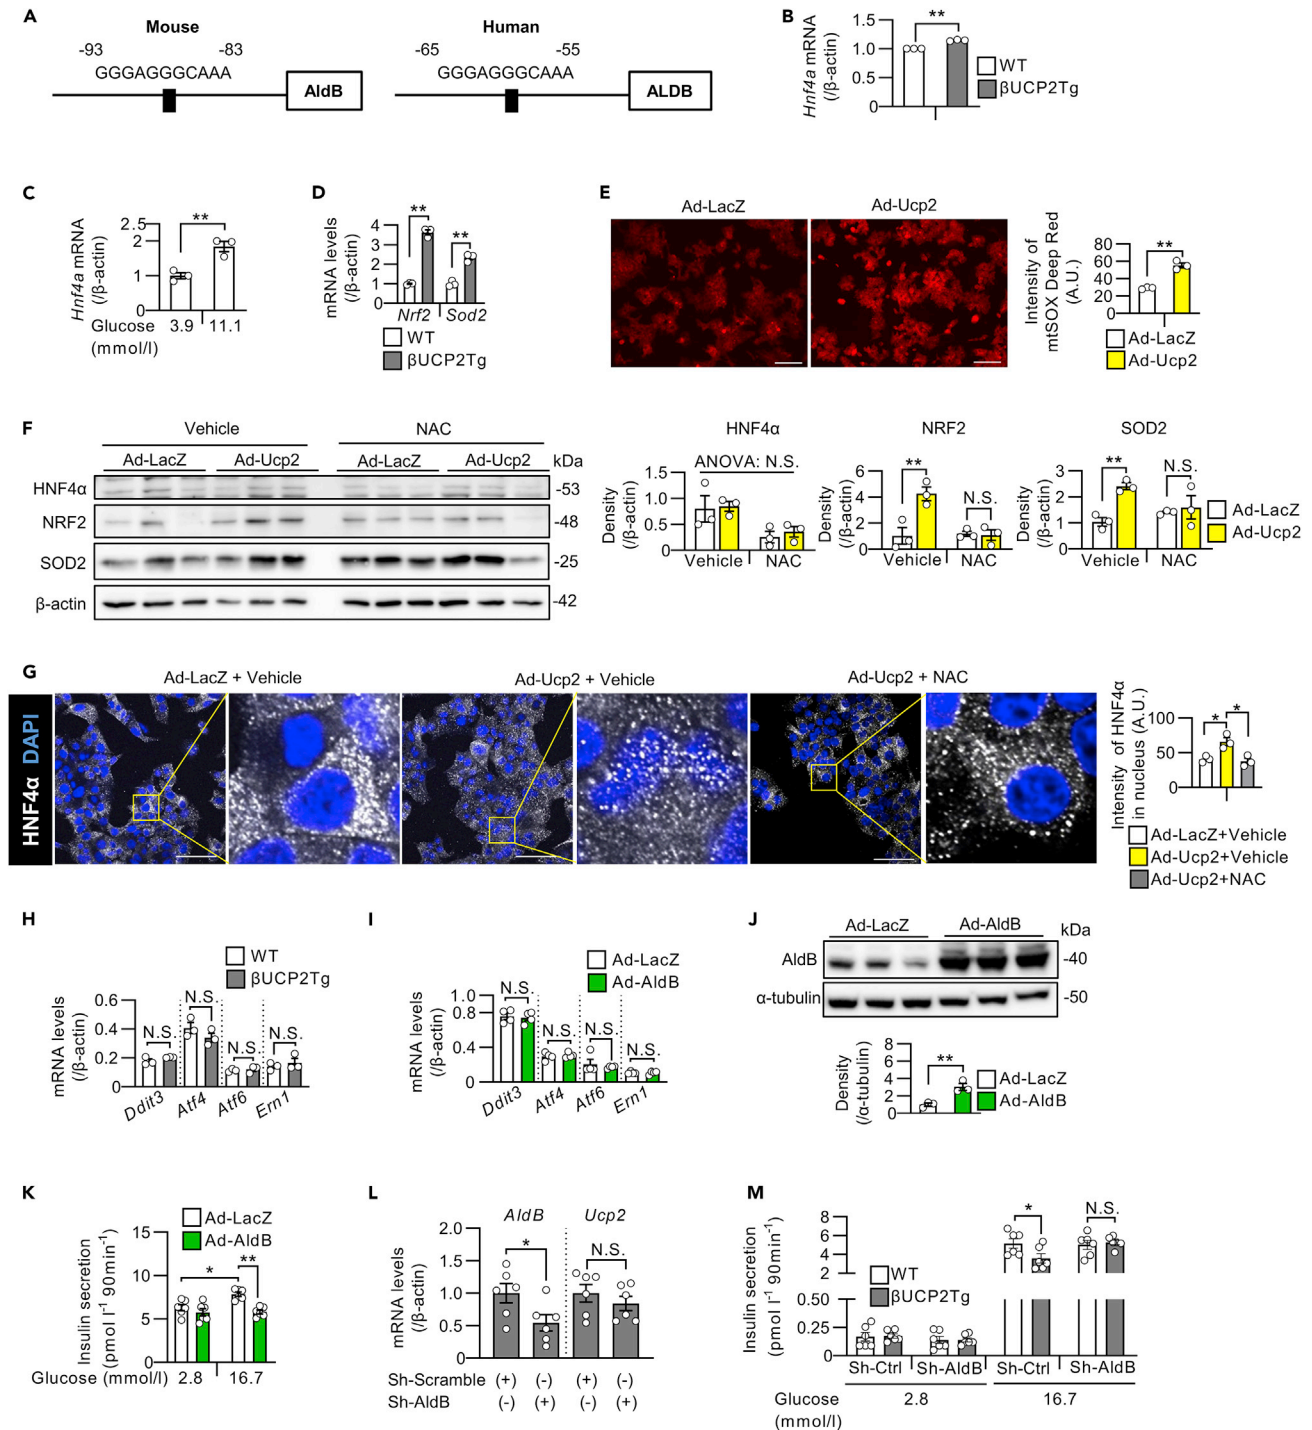 A
Mouse
Human
-93
-83
-65
-55
GGGAGGGCAAA
GGGAGGGCAAA
AldB
ALDB
B
Hnf4a mRNA
(/β-actin)
1.5
1.0
0.5
0
**
WT
βUCP2Tg
C
Hnf4a mRNA
(/β-actin)
2.5
2
1
0
**
Glucose 3.9 11.1
(mmol/l)
D
mRNA levels
(/β-actin)
4
3
2
1
0
**
**
Nrf2 Sod2
WT
βUCP2Tg
E
Ad-LacZ
Ad-Ucp2
Intensity of
mtSOX Deep Red
(A.U.)
80
60
40
20
0
**
Ad-LacZ
Ad-Ucp2
F
Vehicle
NAC
Ad-LacZ Ad-Ucp2 Ad-LacZ Ad-Ucp2 kDa
HNF4α -53
NRF2 -48
SOD2 -25
β-actin -42
HNF4α
Density
(/β-actin)
1.5
1.0
0.5
0
ANOVA: N.S.
Vehicle NAC
NRF2
Density
(/β-actin)
6
4
2
0
**
N.S.
Vehicle NAC
SOD2
Density
(/β-actin)
3
2
1
0
**
N.S.
Vehicle NAC
Ad-LacZ
Ad-Ucp2
G
Ad-LacZ + Vehicle
Ad-Ucp2 + Vehicle
Ad-Ucp2 + NAC
HNF4α DAPI
Intensity of HNF4α
in nucleus (A.U.)
100
50
0
*
*
Ad-LacZ+Vehicle
Ad-Ucp2+Vehicle
Ad-Ucp2+NAC
H
WT
βUCP2Tg
mRNA levels
(/β-actin)
0.6
0.4
0.2
0
N.S.
N.S.
N.S.
N.S.
Ddit3 Atf4 Atf6 Ern1
I
Ad-LacZ
Ad-AldB
mRNA levels
(/β-actin)
1.0
0.8
0.4
0
N.S.
N.S.
N.S.
N.S.
Ddit3 Atf4 Atf6 Ern1
J
Ad-LacZ Ad-AldB kDa
AldB -40
α-tubulin -50
Density
(/α-tubulin)
8
6
4
2
0
**
Ad-LacZ
Ad-AldB
K
Ad-LacZ
Ad-AldB
Insulin secretion
(pmol l⁻¹ 90min⁻¹)
15
10
5
0
*
**
Glucose (mmol/l) 2.8 16.7
L
AldB Ucp2
mRNA levels
(/β-actin)
2.0
1.5
1.0
0.5
0
*
N.S.
Sh-Scramble (+) (-) (+) (-)
Sh-AldB (-) (+) (-) (+)
M
Insulin secretion
(pmol l⁻¹ 90min⁻¹)
8
6
4
2
0.50
0.25
0
WT
βUCP2Tg
*
N.S.
Sh-Ctrl Sh-AldB Sh-Ctrl Sh-AldB
Glucose 2.8 16.7
(mmol/l)